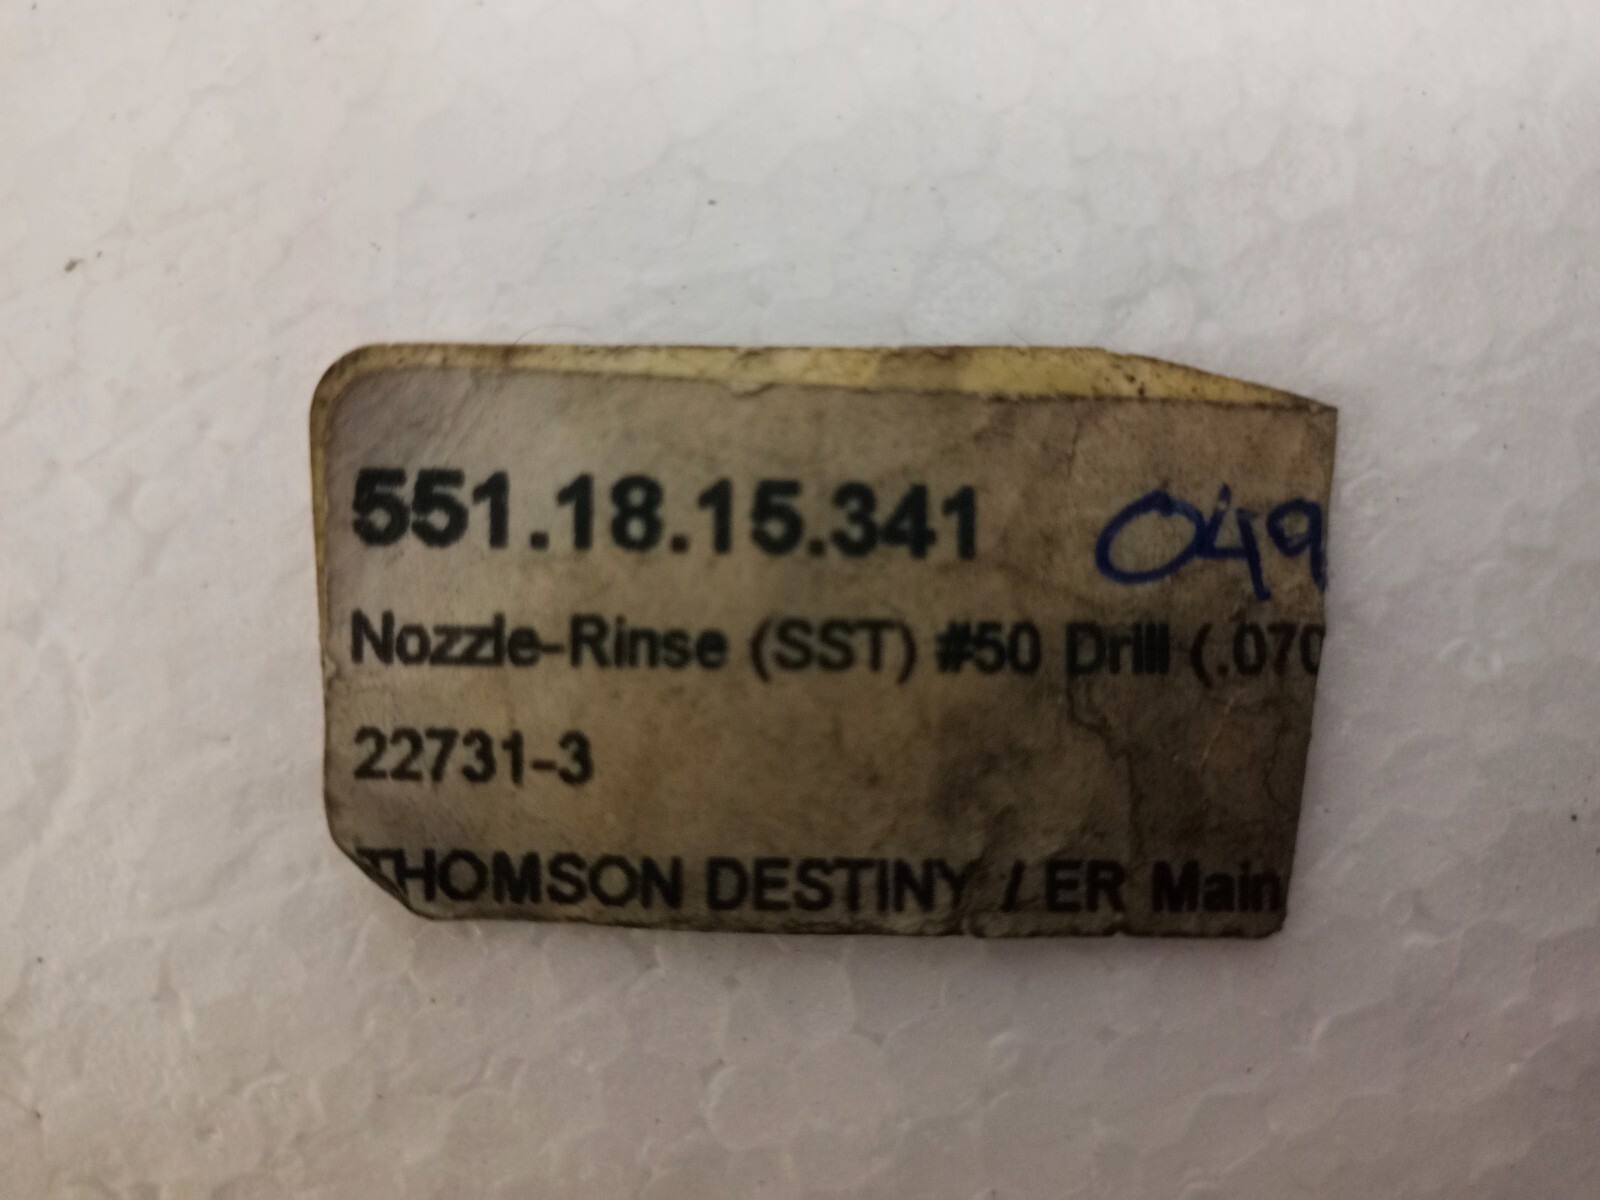 551.18.15.341 049
Nozzle-Rinse (SST) #50 Drill (.070
22731-3
THOMSON DESTINY / ER Main